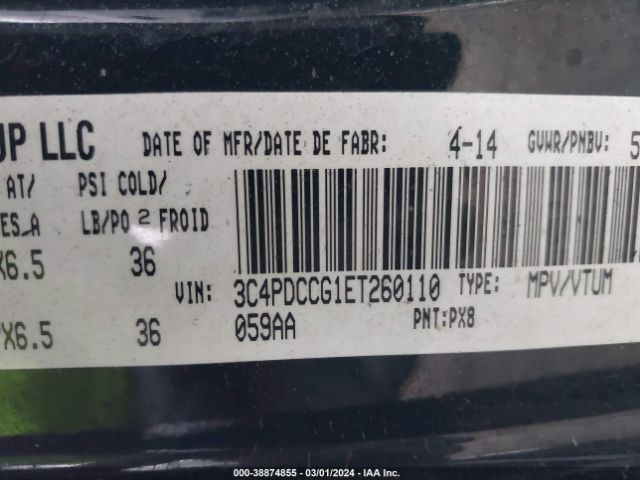 UP LLC DATE OF MFR/DATE DE FABR: 4-14 GVWR/PNBV: 5
AT/ PSI COLD/
ES A LB/PO 2 FROID
X6.5 36
VIN: 3C4PDCCG1ET260110 TYPE: MPV/VTUM
X6.5 36 059AA PNT:PX8
000-38874855 - 03/01/2024 - IAA Inc.